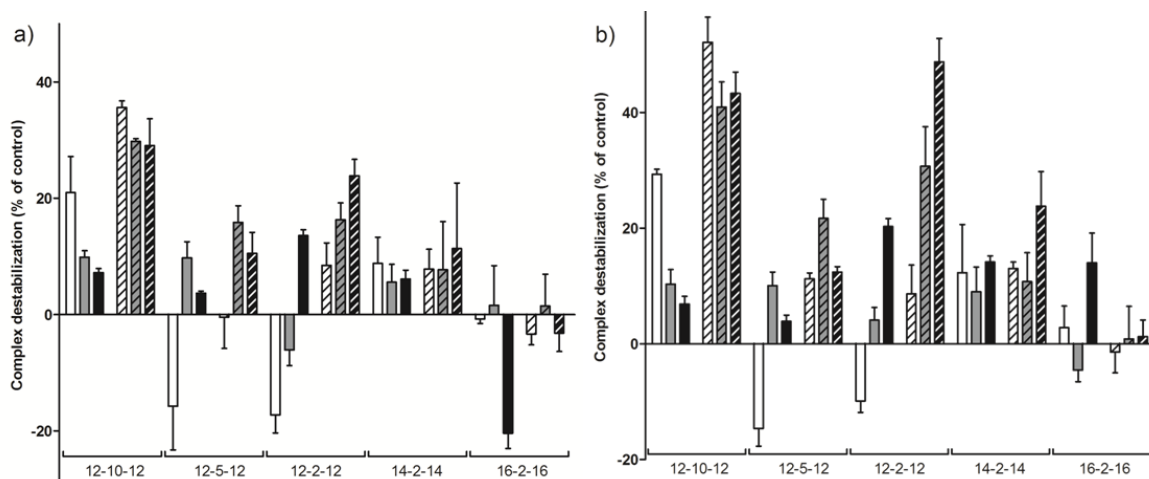 a)
Complex destabilization (% of control)
40
20
0
-20
12-10-12 12-5-12 12-2-12 14-2-14 16-2-16
b)
Complex destabilization (% of control)
40
20
0
-20
12-10-12 12-5-12 12-2-12 14-2-14 16-2-16